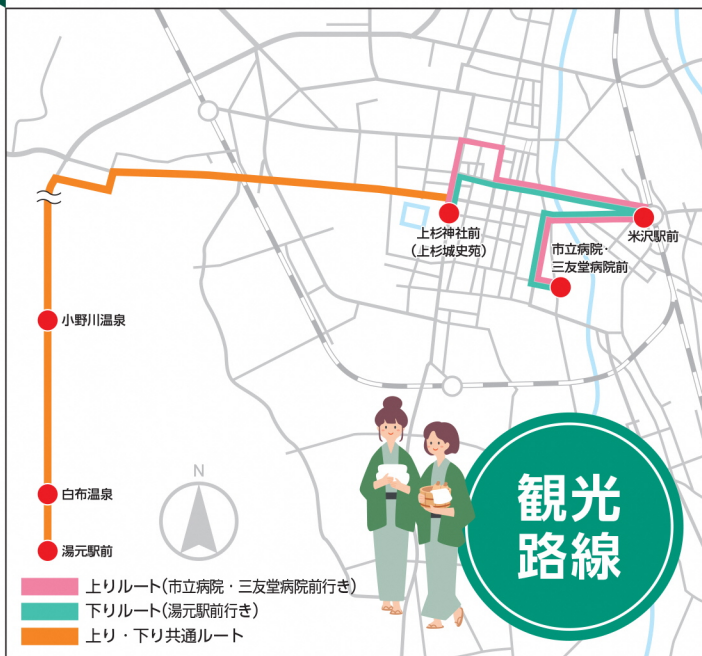 上杉神社前
(上杉城史苑)
米沢駅前
市立病院・
三友堂病院前
小野川温泉
白布温泉
湯元駅前
N
観光
路線
上りルート(市立病院・三友堂病院前行き)
下りルート(湯元駅前行き)
上り・下り共通ルート